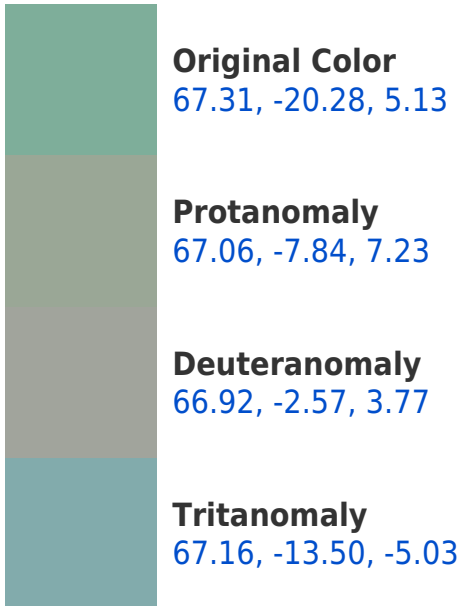 Original Color
67.31, -20.28, 5.13
Protanomaly
67.06, -7.84, 7.23
Deuteranomaly
66.92, -2.57, 3.77
Tritanomaly
67.16, -13.50, -5.03